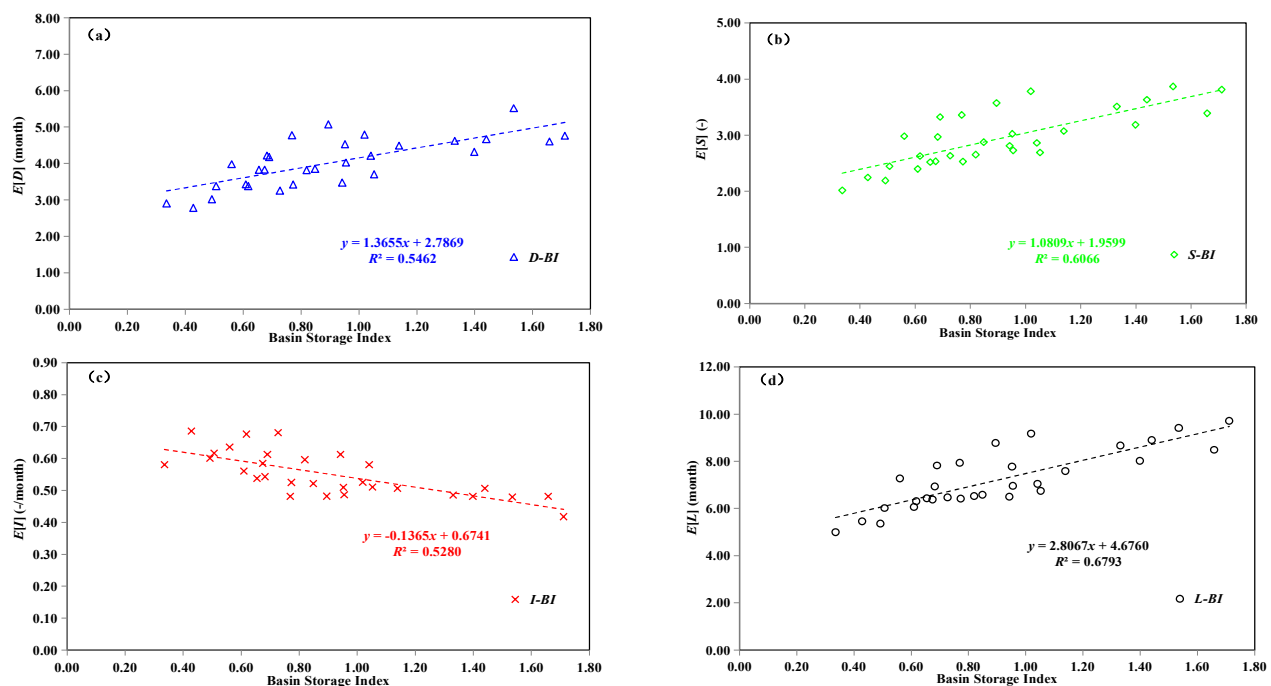 8.00
(a)
7.00
6.00
5.00
4.00
3.00
2.00
1.00
0.00
E[D] (month)
y = 1.3655x + 2.7869
R² = 0.5462
D-BI
0.00 0.20 0.40 0.60 0.80 1.00 1.20 1.40 1.60 1.80
Basin Storage Index
5.00
(b)
4.00
3.00
2.00
1.00
0.00
E[S] (-)
y = 1.0809x + 1.9599
R² = 0.6066
S-BI
0.00 0.20 0.40 0.60 0.80 1.00 1.20 1.40 1.60 1.80
Basin Storage Index
0.90
(c)
0.80
0.70
0.60
0.50
0.40
0.30
0.20
0.10
0.00
E[I] (-/month)
y = -0.1365x + 0.6741
R² = 0.5280
I-BI
0.00 0.20 0.40 0.60 0.80 1.00 1.20 1.40 1.60 1.80
Basin Storage Index
12.00
(d)
10.00
8.00
6.00
4.00
2.00
0.00
E[L] (month)
y = 2.8067x + 4.6760
R² = 0.6793
L-BI
0.00 0.20 0.40 0.60 0.80 1.00 1.20 1.40 1.60 1.80
Basin Storage Index